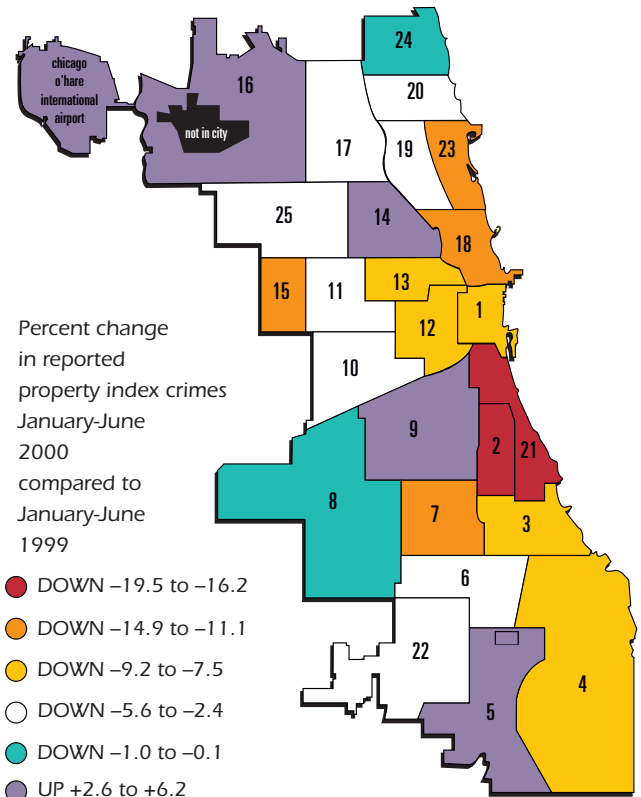 24
chicago
o'hare
international
airport
16
20
not in city
17
19
23
25
14
18
15
11
13
1
12
10
Percent change
in reported
property index crimes
January-June
2000
compared to
January-June
1999
9
2
21
8
7
3
6
22
5
4
DOWN –19.5 to –16.2
DOWN –14.9 to –11.1
DOWN –9.2 to –7.5
DOWN –5.6 to –2.4
DOWN –1.0 to –0.1
UP +2.6 to +6.2